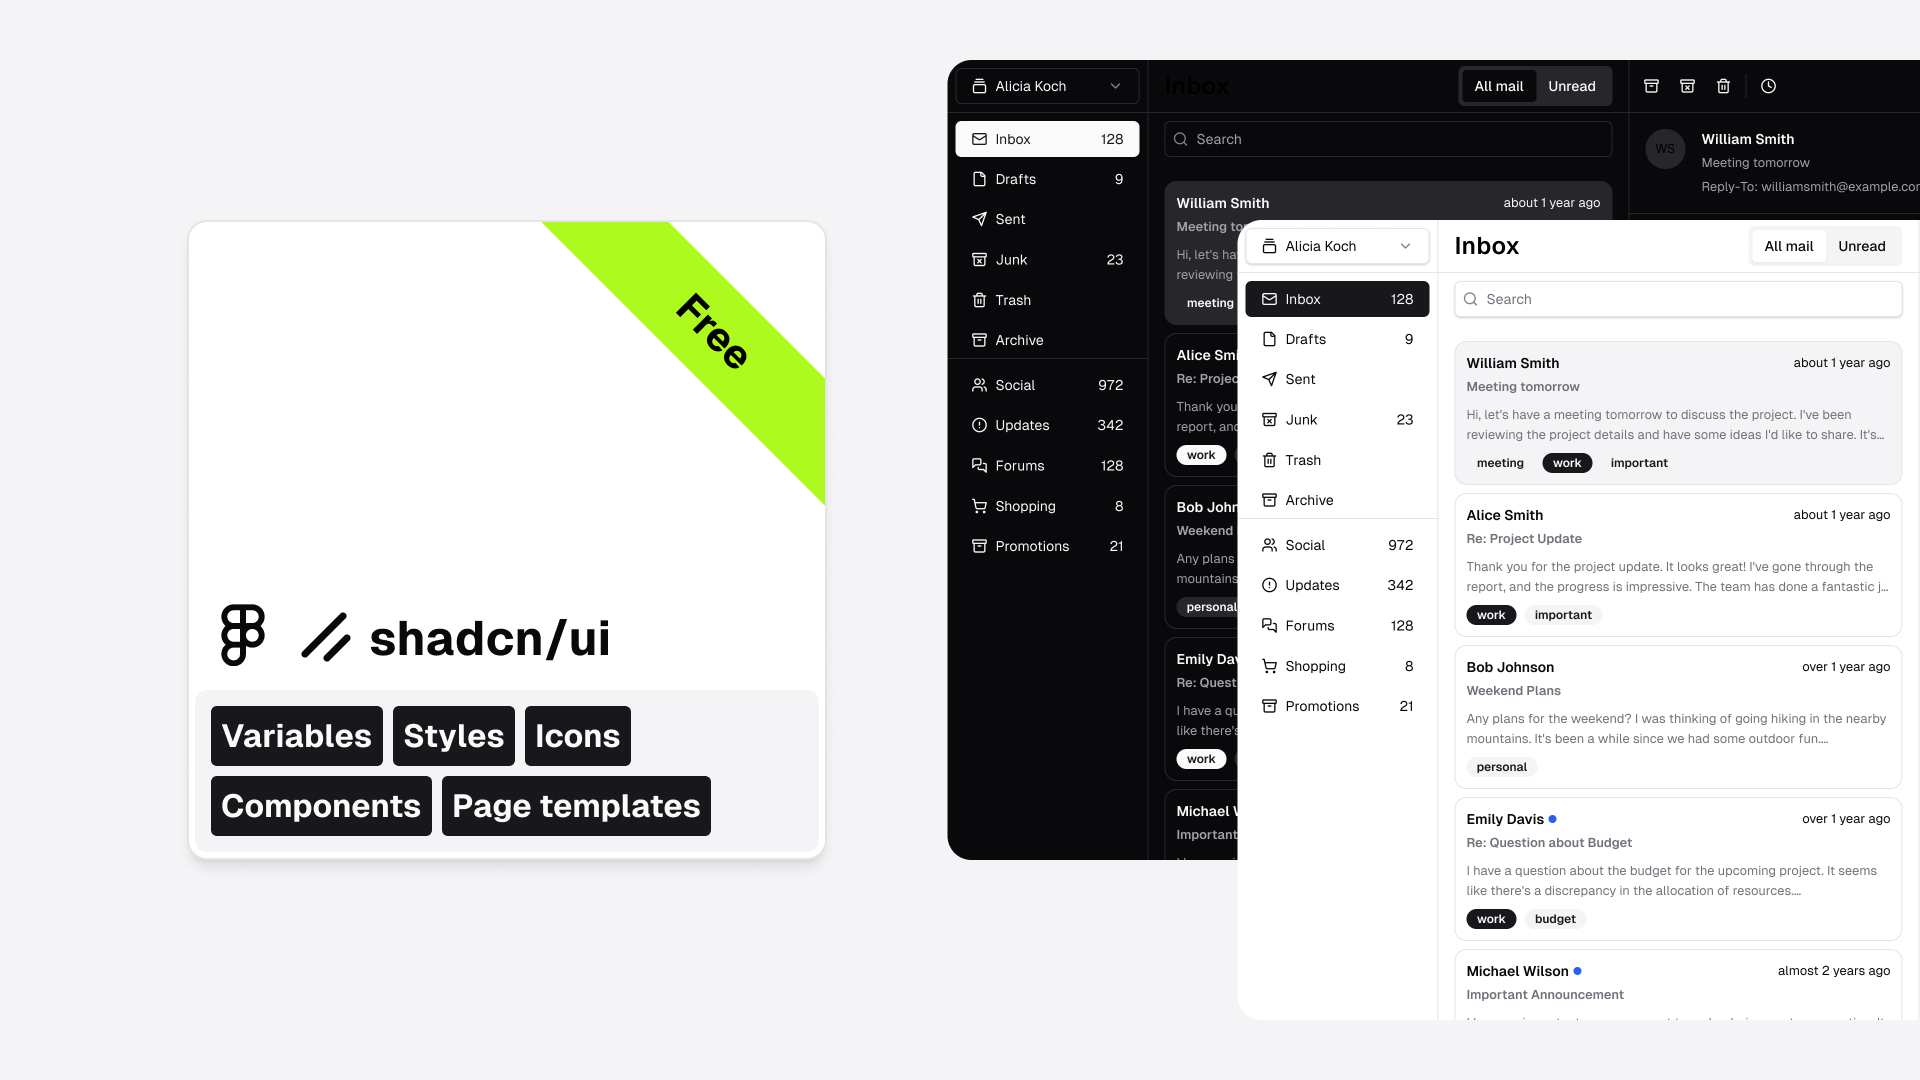 Free
shadcn/ui
Variables Styles Icons
Components Page templates
Alicia Koch
Inbox 128
Drafts 9
Sent
Junk 23
Trash
Archive
Social 972
Updates 342
Forums 128
Shopping 8
Promotions 21
Inbox
All mail Unread
Search
William Smith about 1 year ago
Meeting to
Hi, let's ha
reviewing
meeting
Alice Smi
Re: Projec
Thank you
report, and
work
Bob John
Weekend
Any plans
mountains
personal
Emily Dav
Re: Quest
I have a qu
like there's
work
Michael W
Important
WS
William Smith
Meeting tomorrow
Reply-To: williamsmith@example.com
Alicia Koch
Inbox 128
Drafts 9
Sent
Junk 23
Trash
Archive
Social 972
Updates 342
Forums 128
Shopping 8
Promotions 21
Inbox
All mail Unread
Search
William Smith about 1 year ago
Meeting tomorrow
Hi, let's have a meeting tomorrow to discuss the project. I've been
reviewing the project details and have some ideas I'd like to share. It's...
meeting work important
Alice Smith about 1 year ago
Re: Project Update
Thank you for the project update. It looks great! I've gone through the
report, and the progress is impressive. The team has done a fantastic j...
work important
Bob Johnson over 1 year ago
Weekend Plans
Any plans for the weekend? I was thinking of going hiking in the nearby
mountains. It's been a while since we had some outdoor fun....
personal
Emily Davis over 1 year ago
Re: Question about Budget
I have a question about the budget for the upcoming project. It seems
like there's a discrepancy in the allocation of resources....
work budget
Michael Wilson almost 2 years ago
Important Announcement